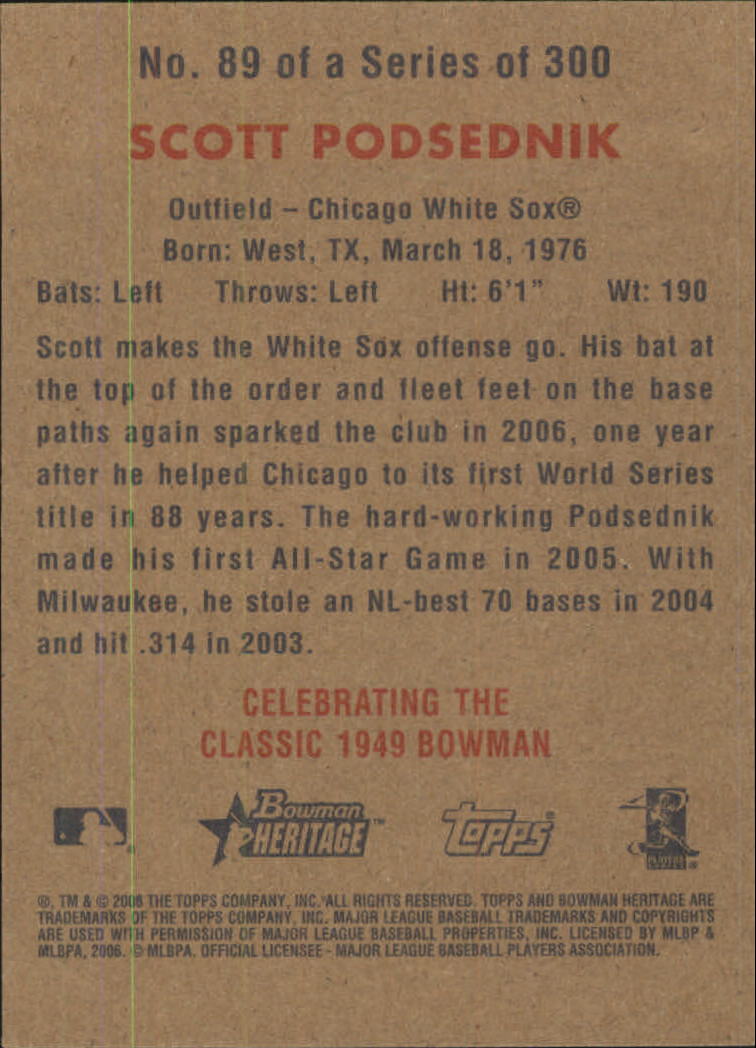 No. 89 of a Series of 300
SCOTT PODSEDNIK
Outfield – Chicago White Sox®
Born: West, TX, March 18, 1976
Bats: Left Throws: Left Ht: 6'1" Wt: 190
Scott makes the White Sox offense go. His bat at
the top of the order and fleet feet on the base
paths again sparked the club in 2006, one year
after he helped Chicago to its first World Series
title in 88 years. The hard-working Podsednik
made his first All-Star Game in 2005. With
Milwaukee, he stole an NL-best 70 bases in 2004
and hit .314 in 2003.
CELEBRATING THE
CLASSIC 1949 BOWMAN
Bowman
HERITAGE™
Topps®
PLAYERS
®, TM & © 2006 THE TOPPS COMPANY, INC. ALL RIGHTS RESERVED. TOPPS AND BOWMAN HERITAGE ARE
TRADEMARKS OF THE TOPPS COMPANY, INC. MAJOR LEAGUE BASEBALL TRADEMARKS AND COPYRIGHTS
ARE USED WITH PERMISSION OF MAJOR LEAGUE BASEBALL PROPERTIES, INC. LICENSED BY MLBP &
MLBPA, 2006. © MLBPA. OFFICIAL LICENSEE - MAJOR LEAGUE BASEBALL PLAYERS ASSOCIATION.